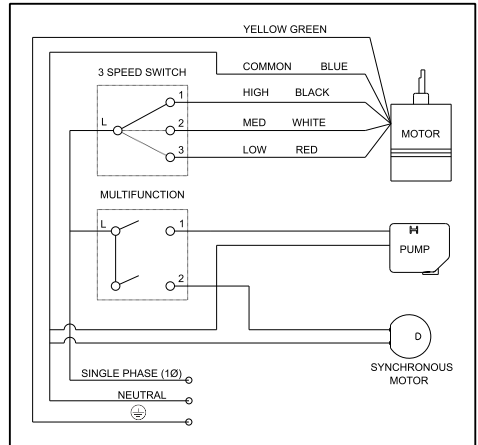 YELLOW GREEN
3 SPEED SWITCH
COMMON BLUE
HIGH BLACK
1
L
2
MED WHITE
MOTOR
3
LOW RED
MULTIFUNCTION
L
1
H
PUMP
2
D
SYNCHRONOUS
MOTOR
SINGLE PHASE (1Ø)
NEUTRAL